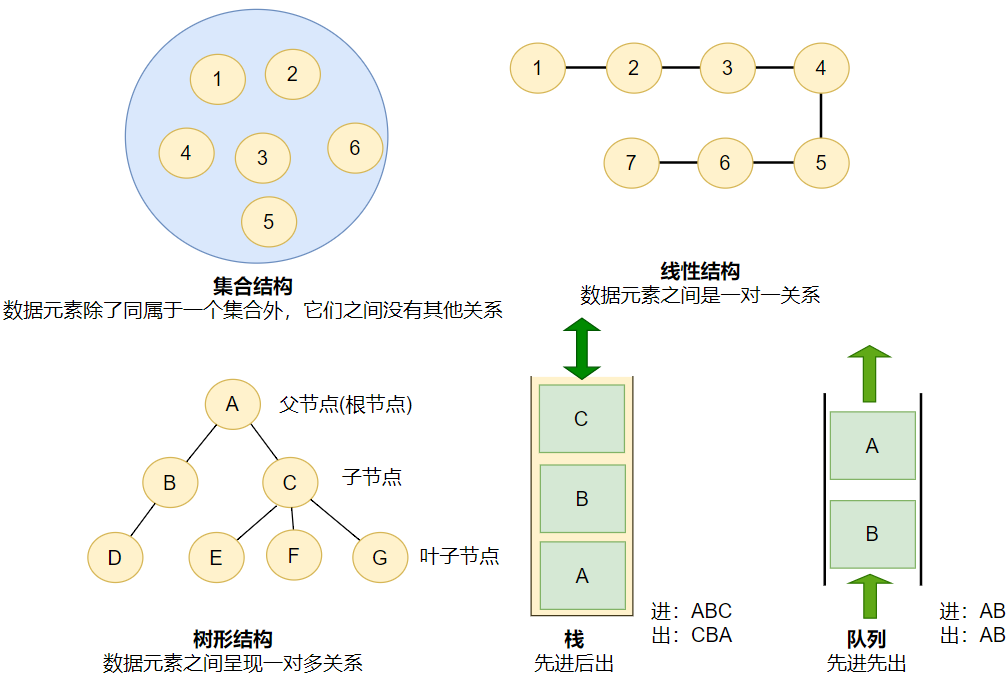 1
2
4
3
6
5
集合结构
数据元素除了同属于一个集合外，它们之间没有其他关系
1
2
3
4
7
6
5
线性结构
数据元素之间是一对一关系
A
父节点(根节点)
B
C
子节点
D
E
F
G
叶子节点
树形结构
数据元素之间呈现一对多关系
C
B
A
进：ABC
出：CBA
栈
先进后出
A
B
进：AB
出：AB
队列
先进先出